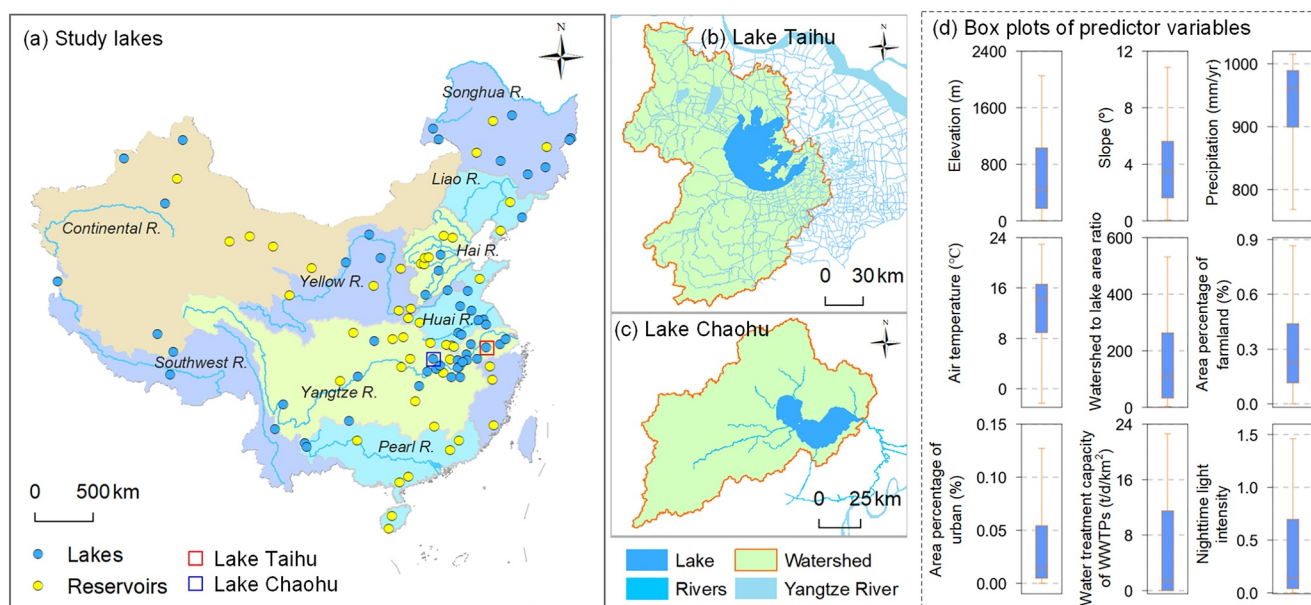 (a) Study lakes
N
Songhua R.
Liao R.
Continental R.
Hai R.
Yellow R.
Huai R.
Southwest R.
Yangtze R.
Pearl R.
0 500 km
Lakes
Reservoirs
Lake Taihu
Lake Chaohu
(b) Lake Taihu
N
0 30 km
(c) Lake Chaohu
N
0 25 km
Lake
Watershed
Rivers
Yangtze River
(d) Box plots of predictor variables
Elevation (m)
2400
1600
800
0
Slope (°)
12
8
4
0
Precipitation (mm/yr)
1000
900
800
Air temperature (°C)
24
16
8
0
Watershed to lake area ratio
600
400
200
0
Area percentage of
farmland (%)
0.9
0.6
0.3
0.0
Area percentage of
urban (%)
0.15
0.10
0.05
0.00
Water treatment capacity
of WWTPs (t/d/km²)
24
16
8
0
Nighttime light
intensity
1.5
1.0
0.5
0.0